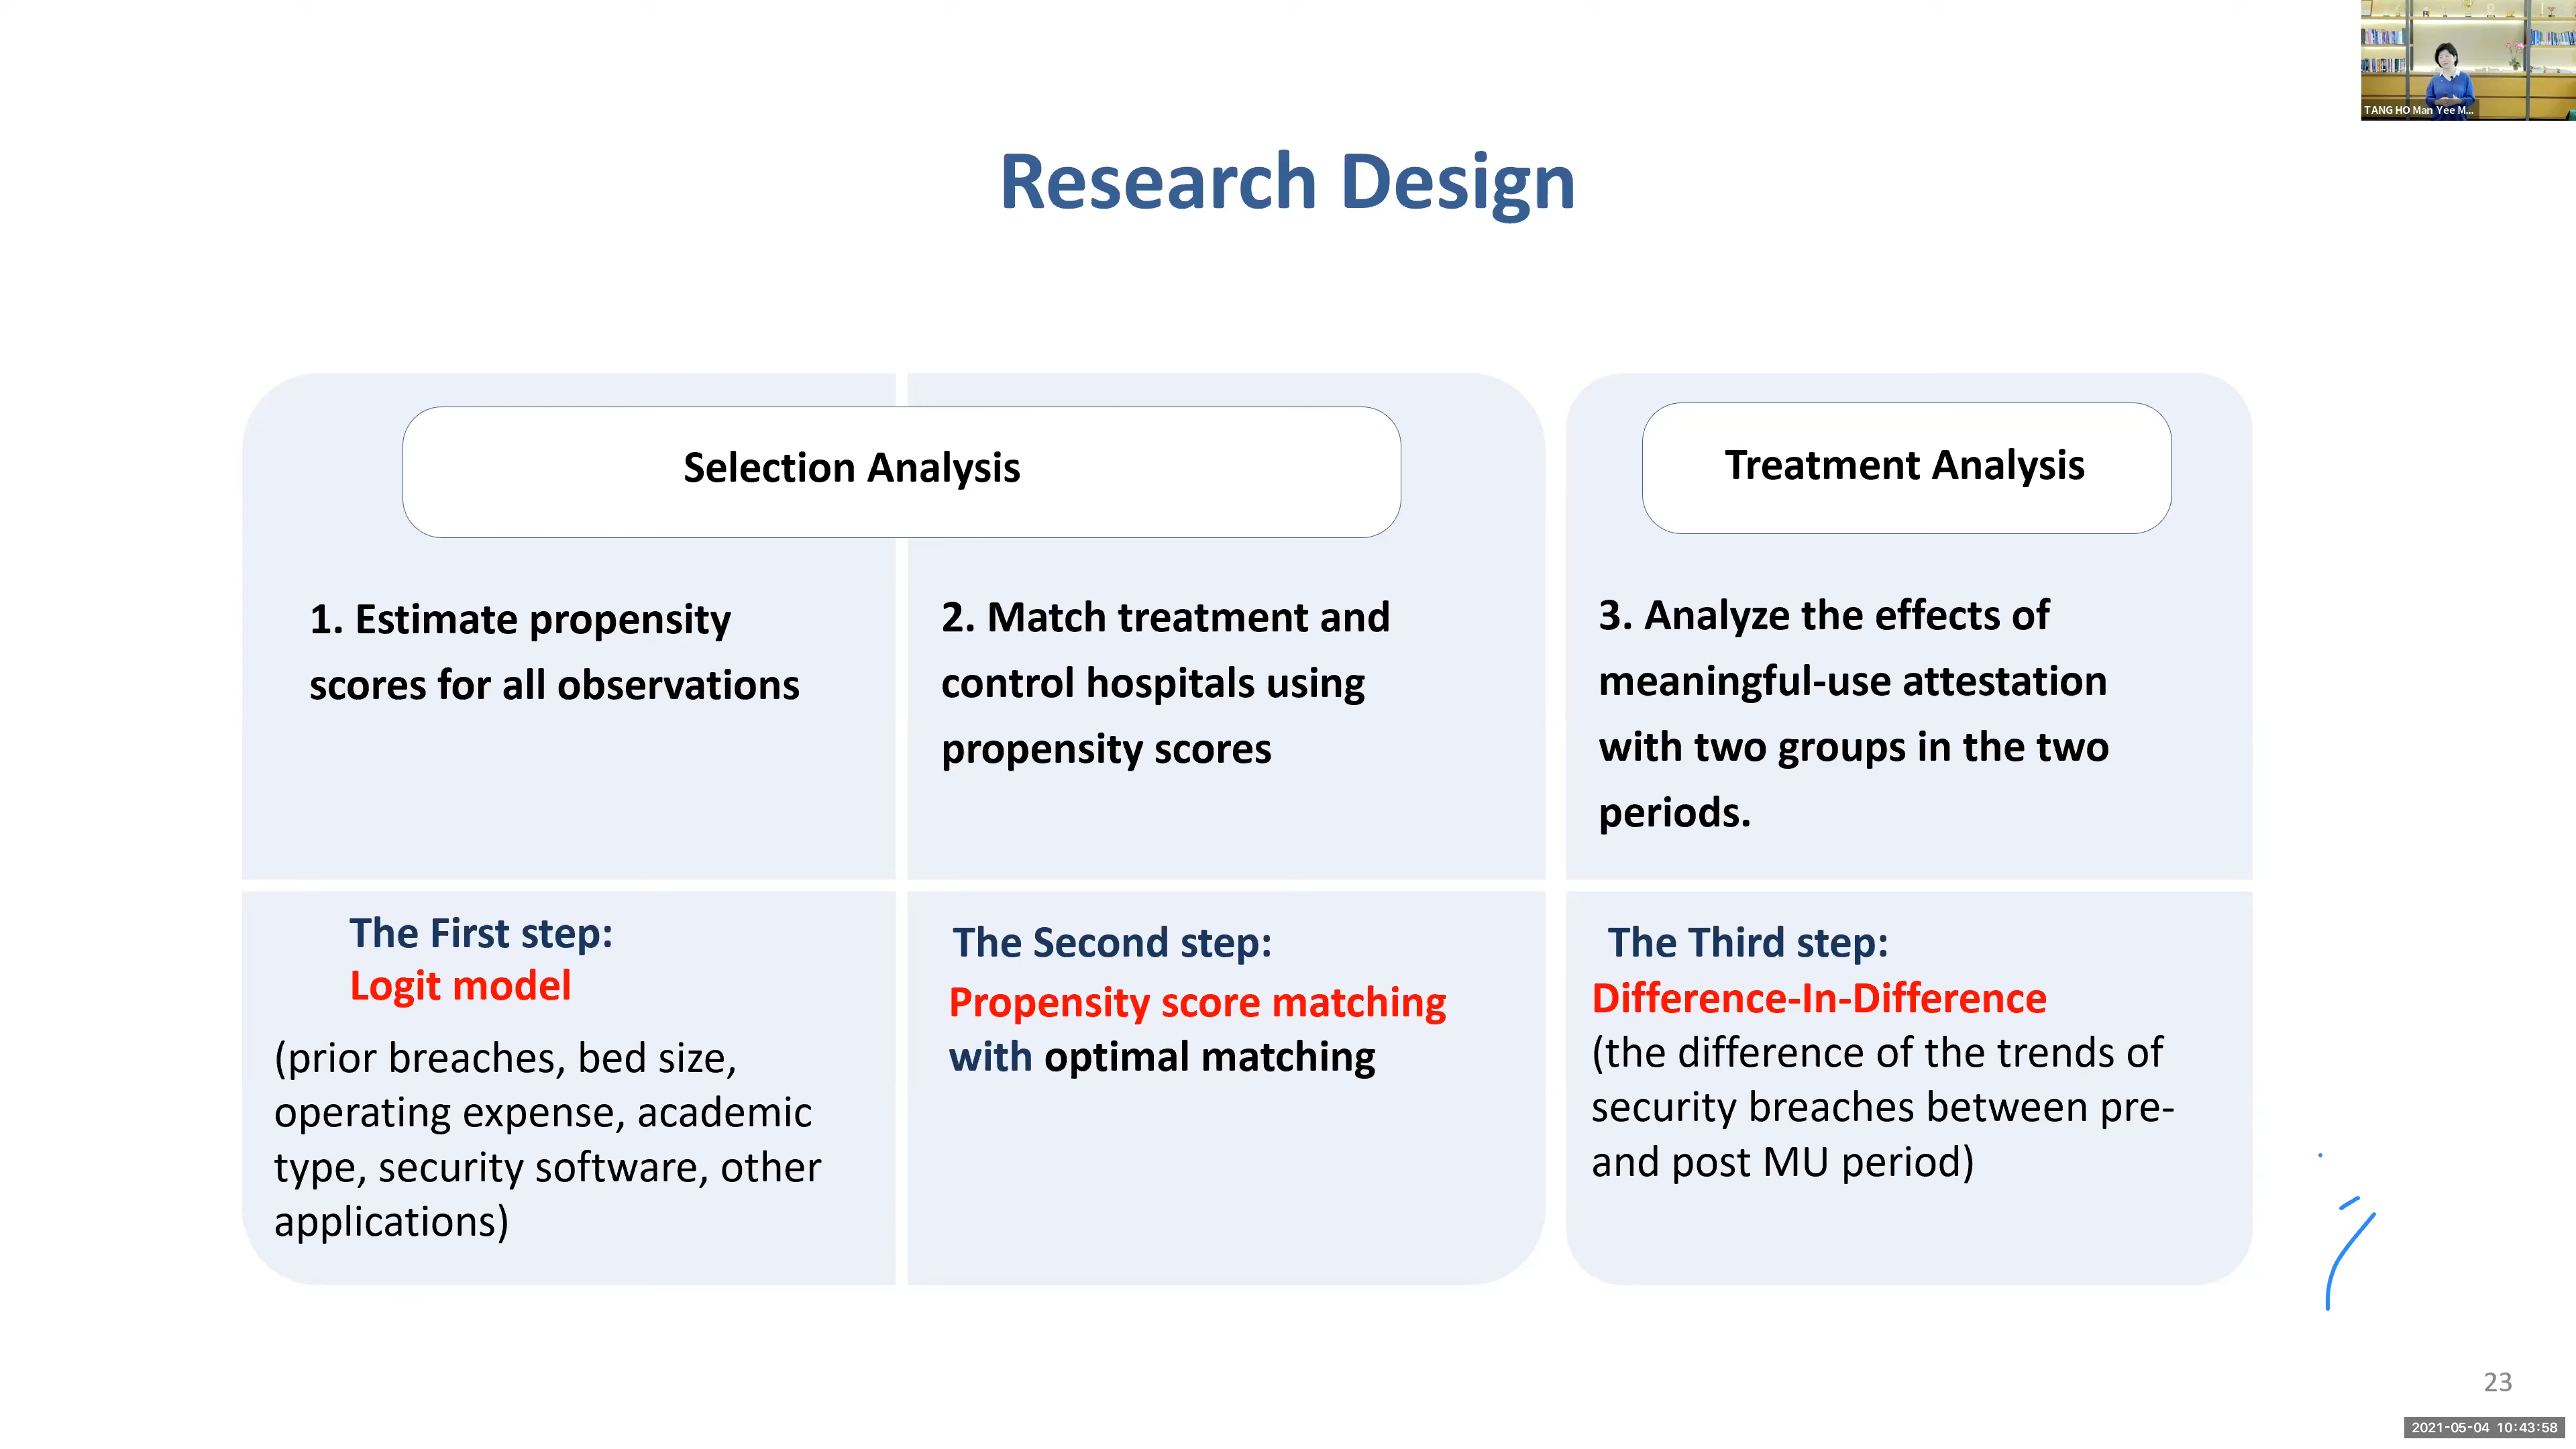 TANG HO Man Yee M...
Research Design
Selection Analysis
Treatment Analysis
1. Estimate propensity
scores for all observations
2. Match treatment and
control hospitals using
propensity scores
3. Analyze the effects of
meaningful-use attestation
with two groups in the two
periods.
The First step:
Logit model
(prior breaches, bed size,
operating expense, academic
type, security software, other
applications)
The Second step:
Propensity score matching
with optimal matching
The Third step:
Difference-In-Difference
(the difference of the trends of
security breaches between pre-
and post MU period)
23
2021-05-04 10:43:58